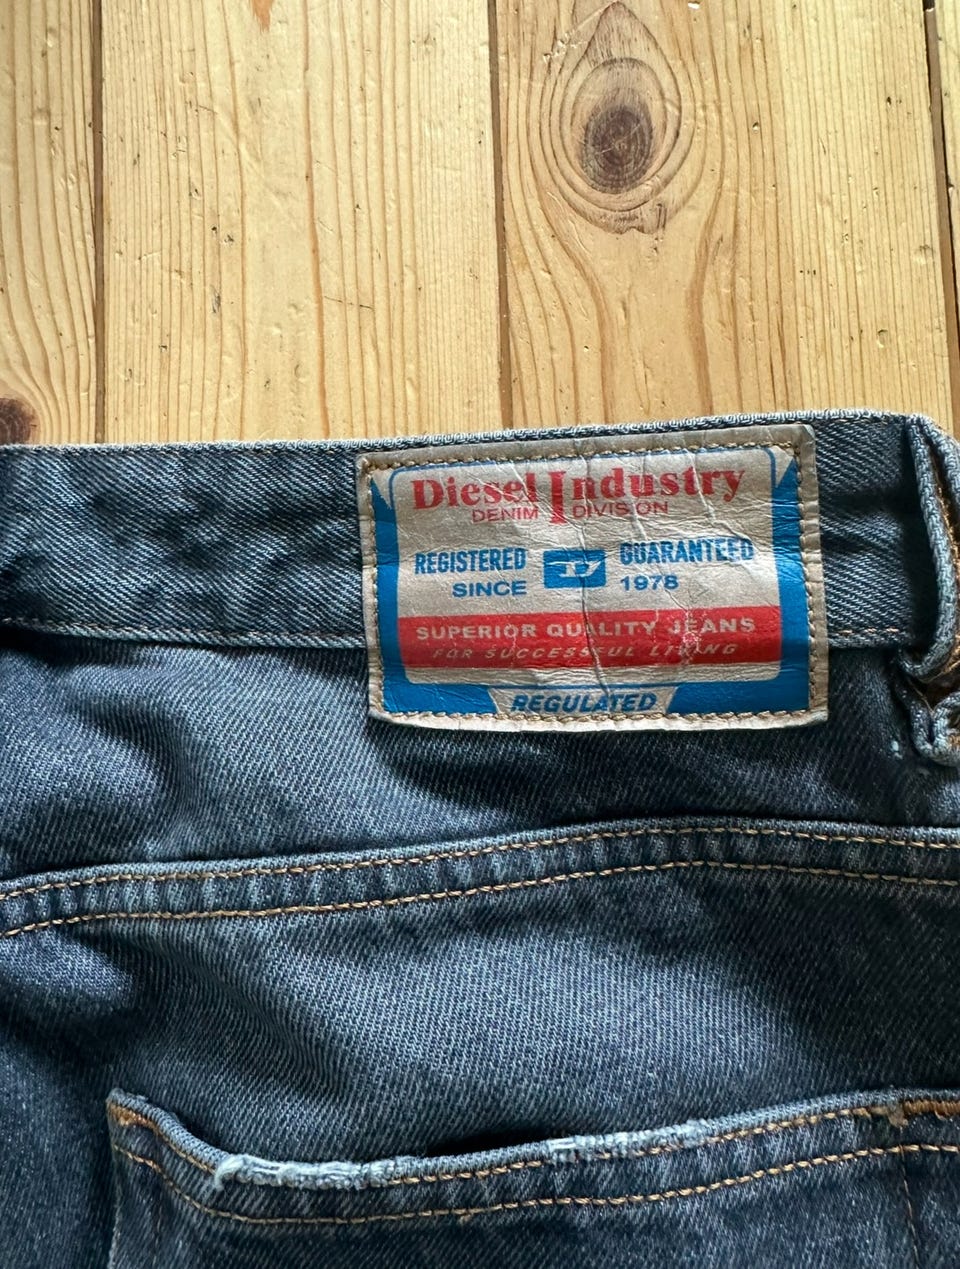 Diesel Industry
DENIM DIVISION
REGISTERED D GUARANTEED
SINCE 1978
SUPERIOR QUALITY JEANS
FOR SUCCESSFUL LIVING
REGULATED